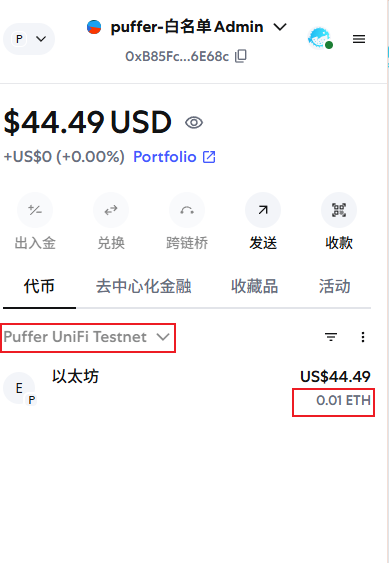 P
puffer-白名单 Admin
0xB85Fc...6E68c
$44.49 USD
+US$0 (+0.00%) Portfolio
出入金 兑换 跨链桥 发送 收款
代币 去中心化金融 收藏品 活动
Puffer UniFi Testnet
E
P
以太坊
US$44.49
0.01 ETH